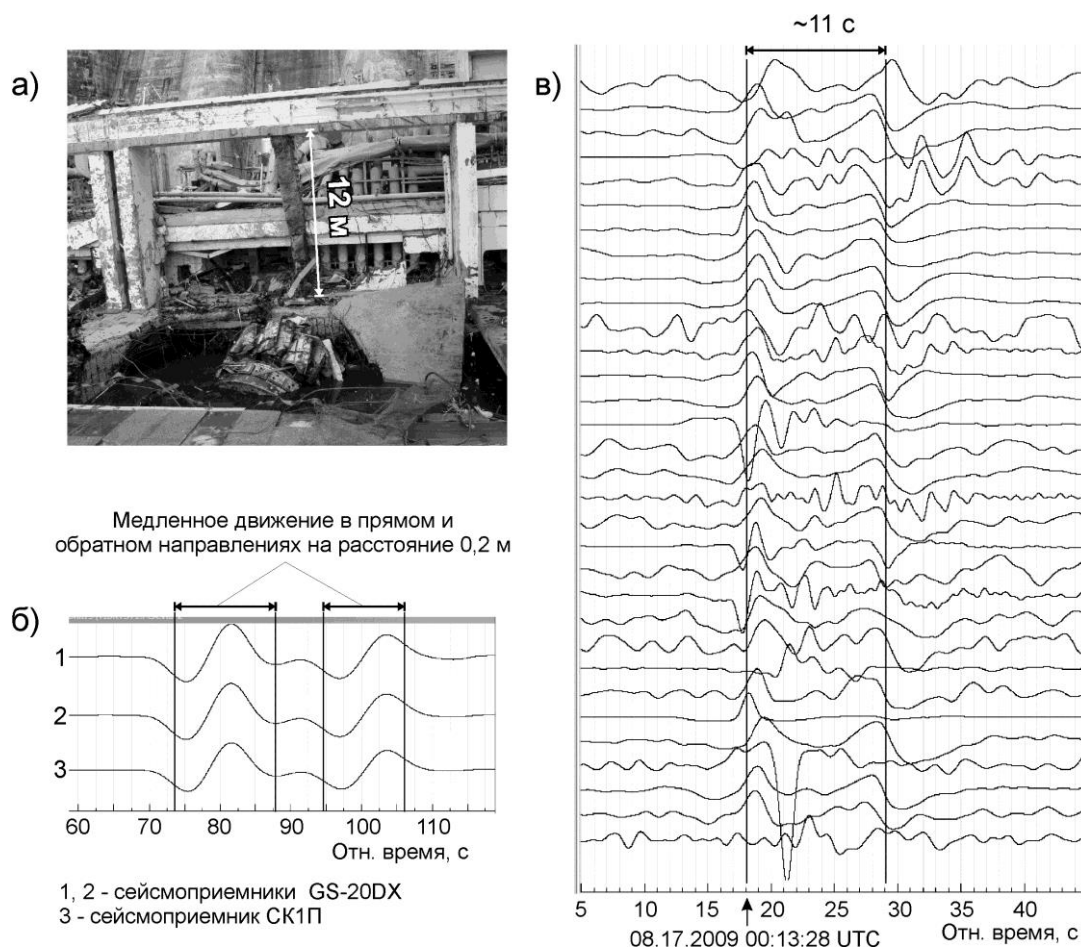 а)
12 м
Медленное движение в прямом и
обратном направлениях на расстояние 0,2 м
б)
1
2
3
60 70 80 90 100 110
Отн. время, с
1, 2 - сейсмоприемники GS-20DX
3 - сейсмоприемник СК1П
в)
~11 с
5 10 15 20 25 30 35 40
08.17.2009 00:13:28 UTC
Отн. время, с